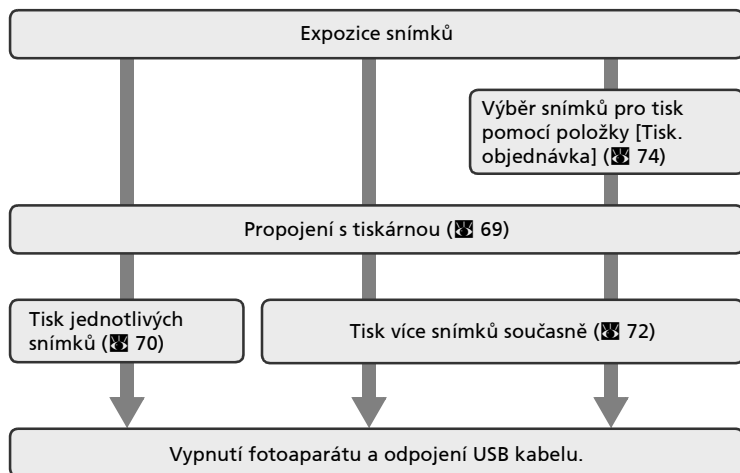 Expozice snímků
Výběr snímků pro tisk
pomocí položky [Tisk.
objednávka] ( 74)
Propojení s tiskárnou ( 69)
Tisk jednotlivých
snímků ( 70)
Tisk více snímků současně ( 72)
Vypnutí fotoaparátu a odpojení USB kabelu.